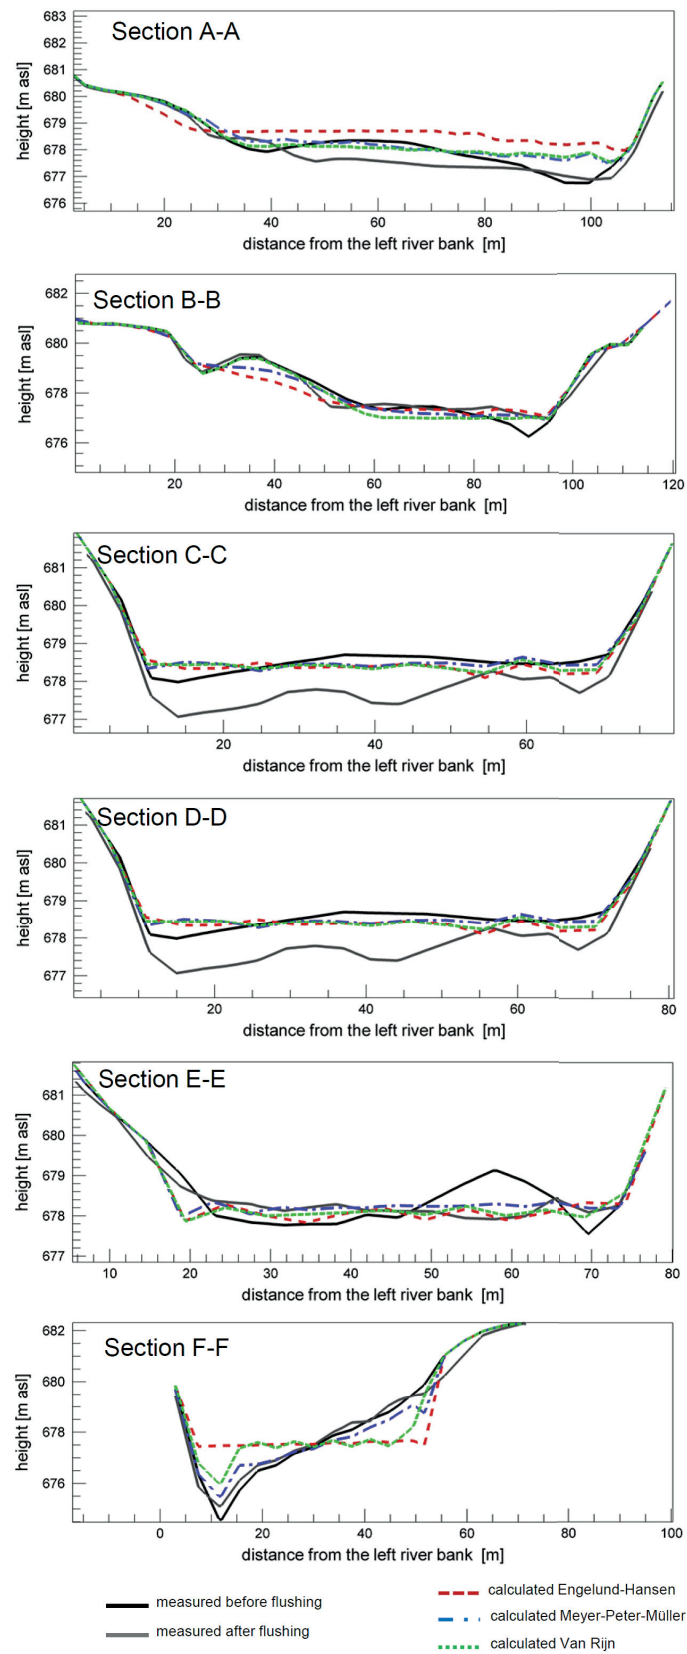 Section A-A
683
682
681
680
679
678
677
676
height [m asl]
20
40
60
80
100
distance from the left river bank [m]
Section B-B
682
680
678
676
height [m asl]
20
40
60
80
100
120
distance from the left river bank [m]
Section C-C
681
680
679
678
677
height [m asl]
20
40
60
distance from the left river bank [m]
Section D-D
681
680
679
678
677
height [m asl]
20
40
60
80
distance from the left river bank [m]
Section E-E
681
680
679
678
677
height [m asl]
10
20
30
40
50
60
70
80
distance from the left river bank [m]
Section F-F
682
680
678
676
height [m asl]
0
20
40
60
80
100
distance from the left river bank [m]
measured before flushing
measured after flushing
calculated Engelund-Hansen
calculated Meyer-Peter-Müller
calculated Van Rijn